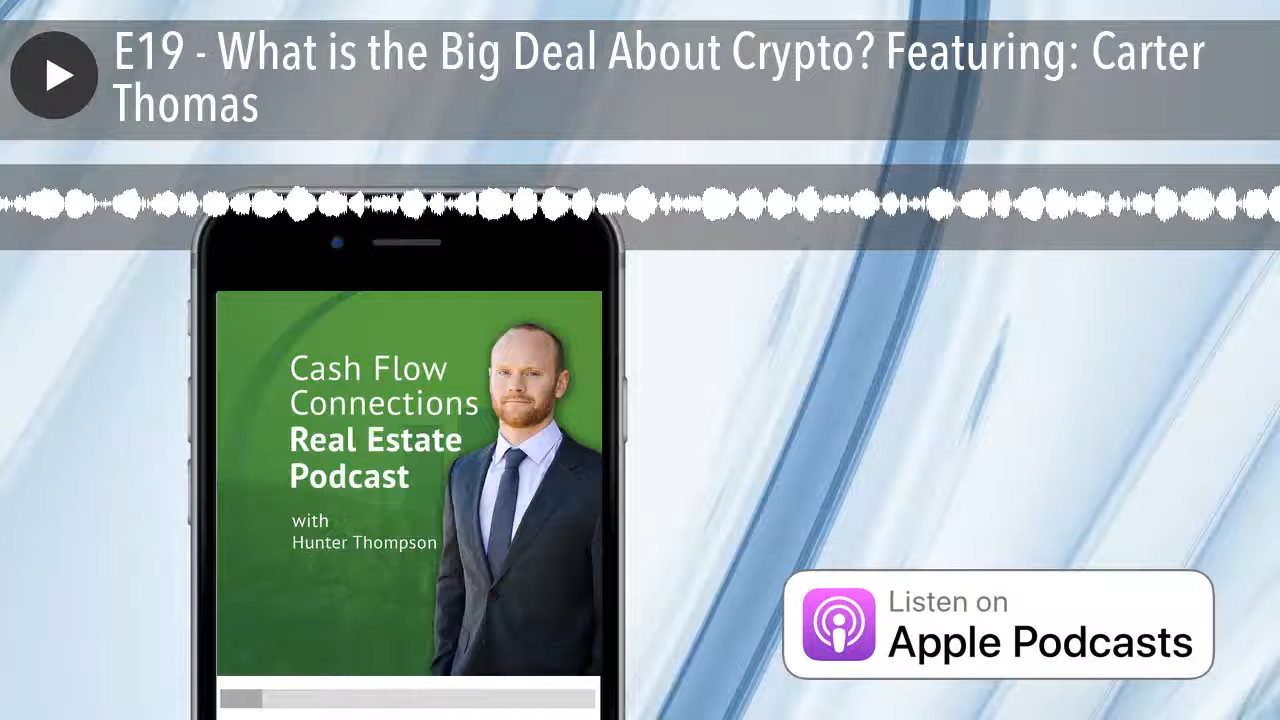 E19 - What is the Big Deal About Crypto? Featuring: Carter
Thomas
Cash Flow
Connections
Real Estate
Podcast
with
Hunter Thompson
Listen on
Apple Podcasts